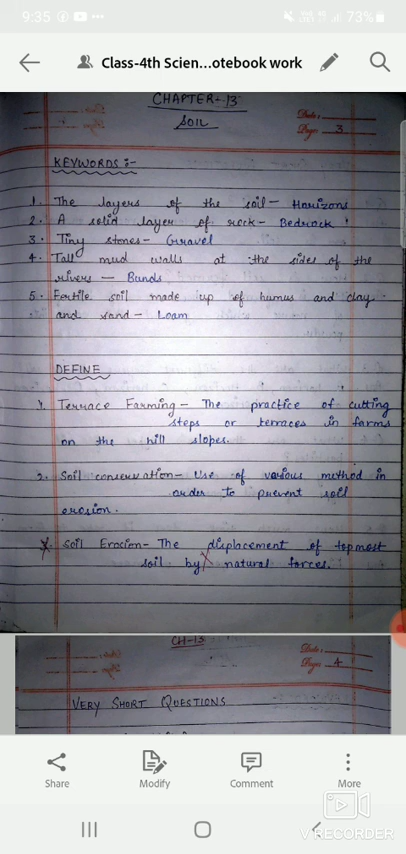 9:35
73%
Class-4th Scien...otebook work
CHAPTER-13
SOIL
Date:
Page: 3
KEYWORDS :-
1. The layers of the soil- Horizons
2. A solid layer of rock- Bedrock
3. Tiny stones- Gravel
4. Tall mud walls at the sides of the
rivers - Bunds
5. Fertile soil made up of humus and clay
and sand- Loam
DEFINE
1. Terrace Farming- The practice of cutting
steps or terraces in farms
on the hill slopes.
2. Soil conservation- Use of various method in
order to prevent soil
erosion.
Soil Erosion- The displacement of topmost
soil by natural forces.
CH-13
Date:
Page: 4
VERY SHORT QUESTIONS
Share
Modify
Comment
More
V RECORDER